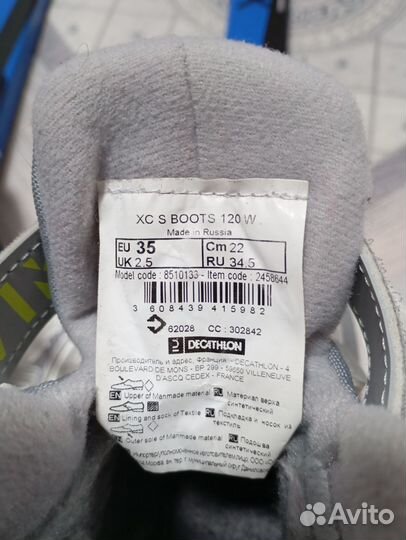 XC S BOOTS 120 W
Made in Russia
EU 35 Cm 22
UK 2.5 RU 34.5
Model code : 8510133 - Item code : 2458644
3 608439 415982
62028 CC : 302842
DECATHLON
Производитель и адрес, франция : DECATHLON - 4
BOULEVARD DE MONS - BP 299 - 59650 VILLENEUVE
D'ASCQ CEDEX - FRANCE
EN Upper of Manmade material RU Материал верха синтетический
EN Lining and sock of Textile RU Подкладка и носок из текстиль
EN Outer sole of Manmade material RU Подошва синтетический
Москва
Avito